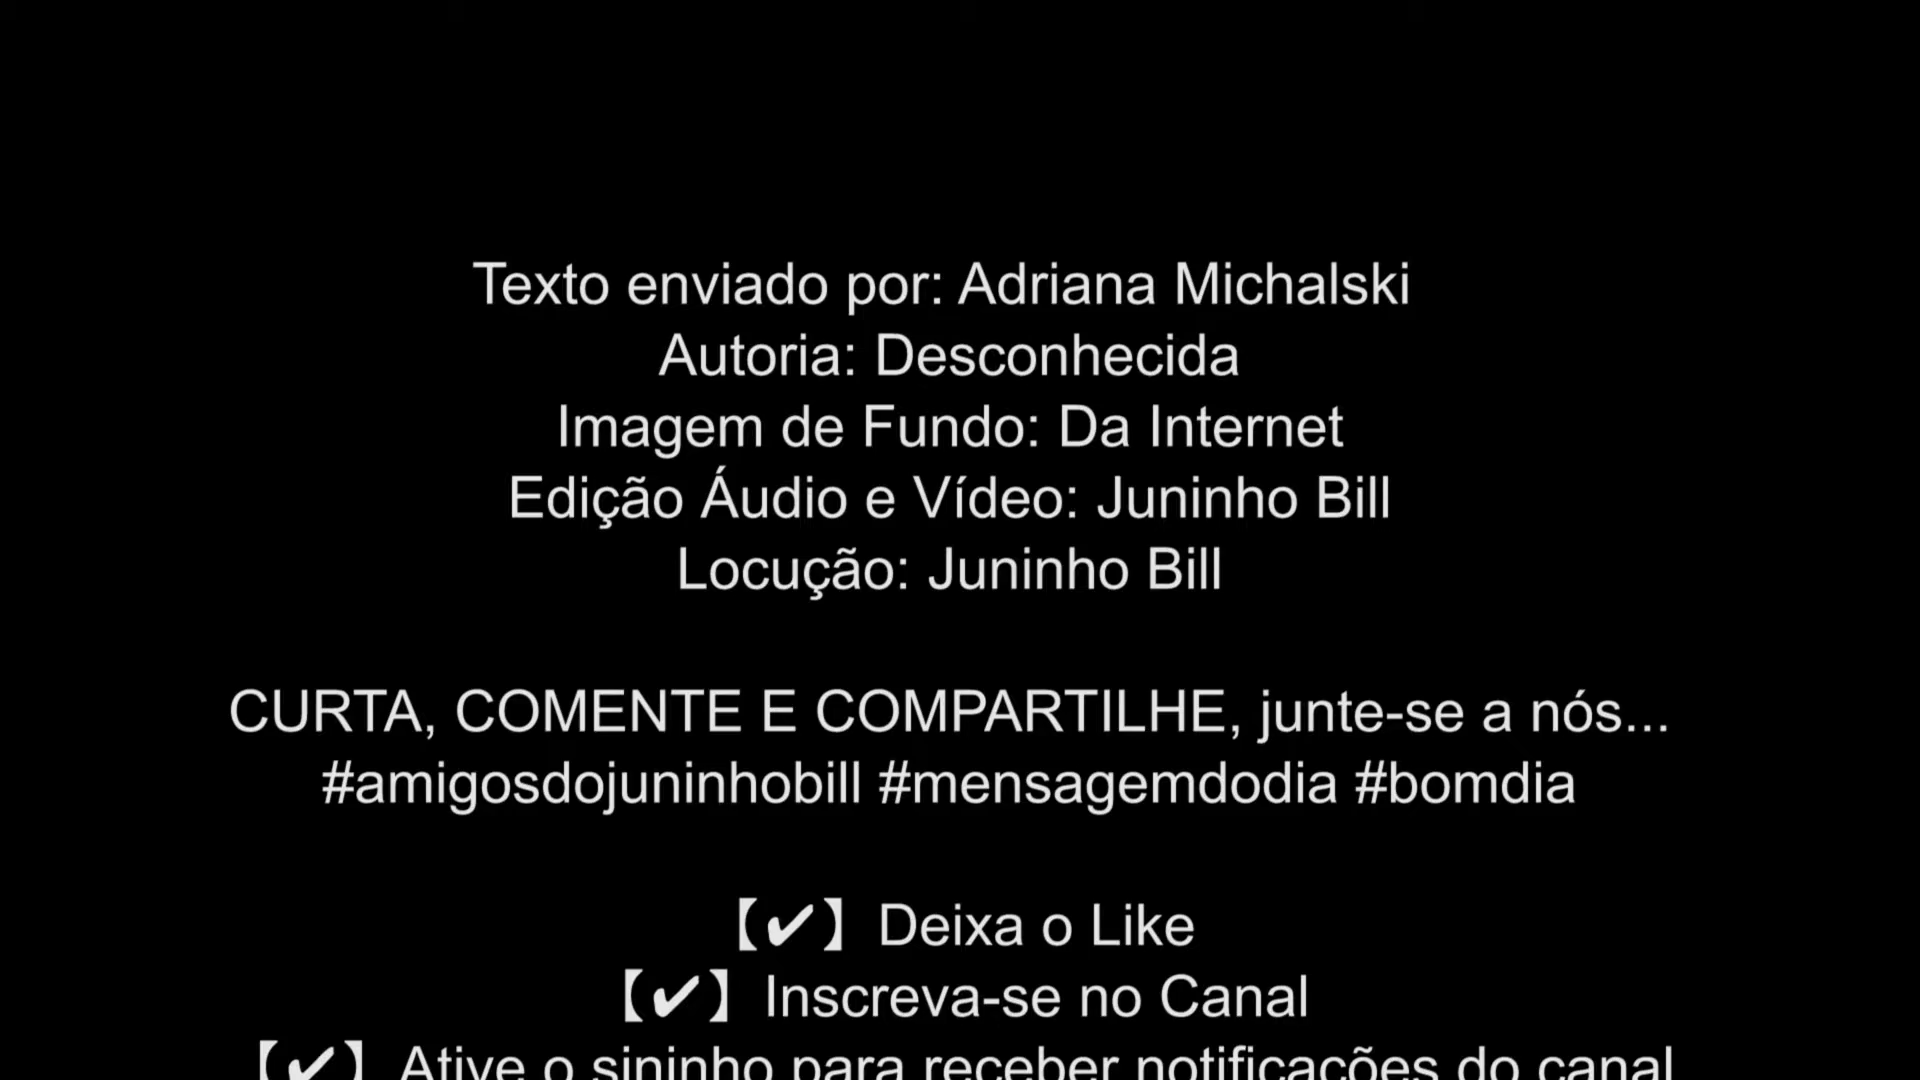 Texto enviado por: Adriana Michalski
Autoria: Desconhecida
Imagem de Fundo: Da Internet
Edição Áudio e Vídeo: Juninho Bill
Locução: Juninho Bill
CURTA, COMENTE E COMPARTILHE, junte-se a nós...
#amigosdojuninhobill #mensagemdodia #bomdia
【✔】Deixa o Like
【✔】Inscreva-se no Canal
【✔】Ative o sininho para receber notificações do canal